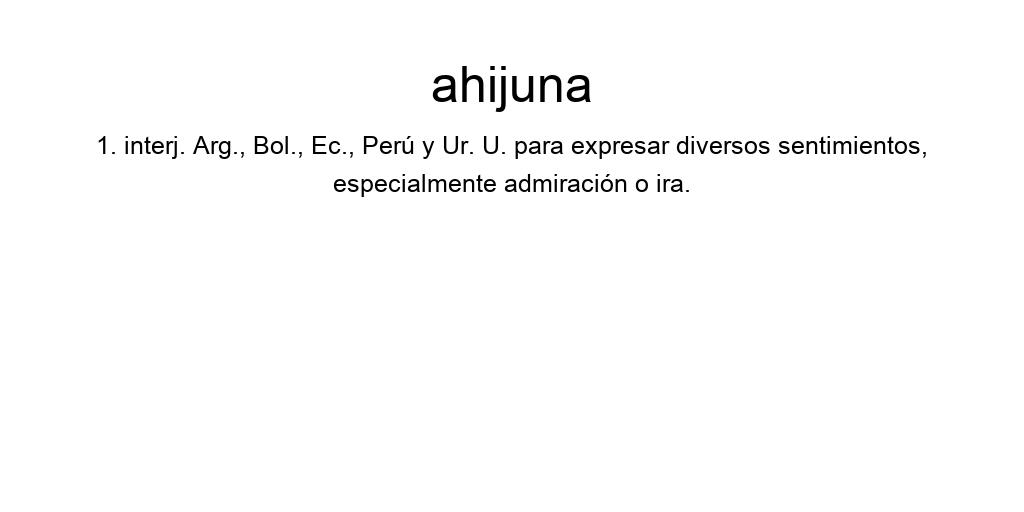 ahijuna
1. interj. Arg., Bol., Ec., Perú y Ur. U. para expresar diversos sentimientos,
especialmente admiración o ira.